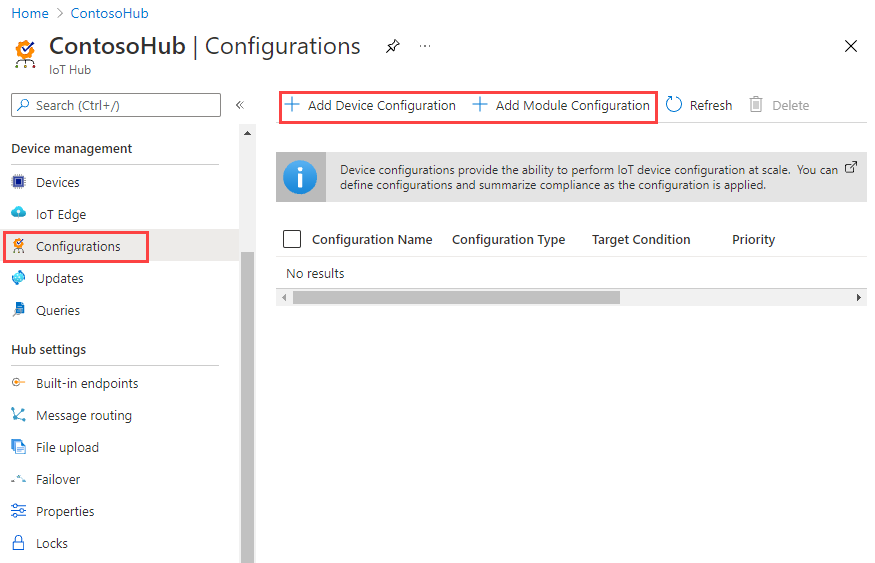 Home > ContosoHub
ContosoHub | Configurations ...
IoT Hub
Search (Ctrl+/)
«
Device management
Devices
IoT Edge
Configurations
Updates
Queries
Hub settings
Built-in endpoints
Message routing
File upload
Failover
Properties
Locks
Add Device Configuration Add Module Configuration Refresh Delete
Device configurations provide the ability to perform IoT device configuration at scale. You can
define configurations and summarize compliance as the configuration is applied.
Configuration Name Configuration Type Target Condition Priority
No results